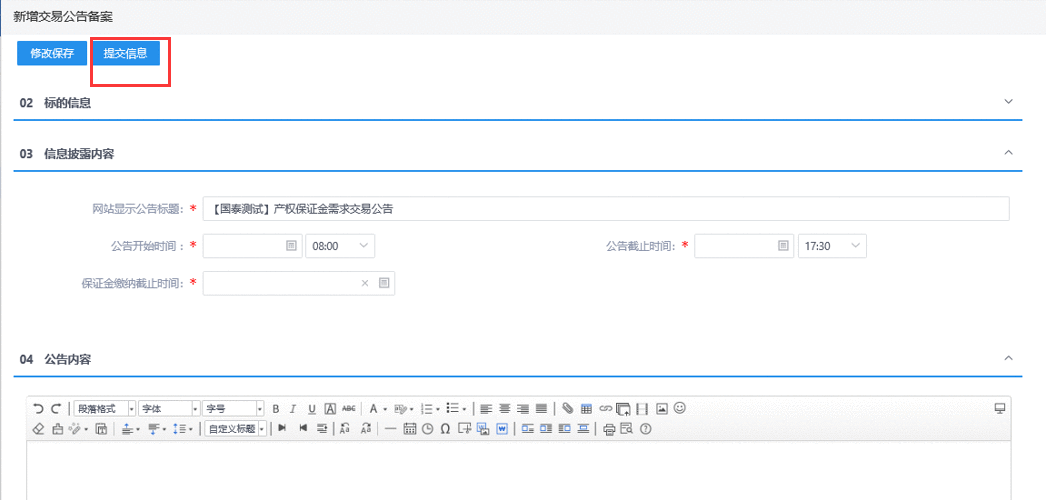 新增交易公告备案
修改保存 提交信息
02 标的信息
03 信息披露内容
网站显示公告标题: * 【国泰测试】产权保证金需求交易公告
公告开始时间: * 08:00 公告截止时间: * 17:30
保证金缴纳截止时间: *
04 公告内容
段落格式 字体 字号 B I U A ABC A
自定义标题